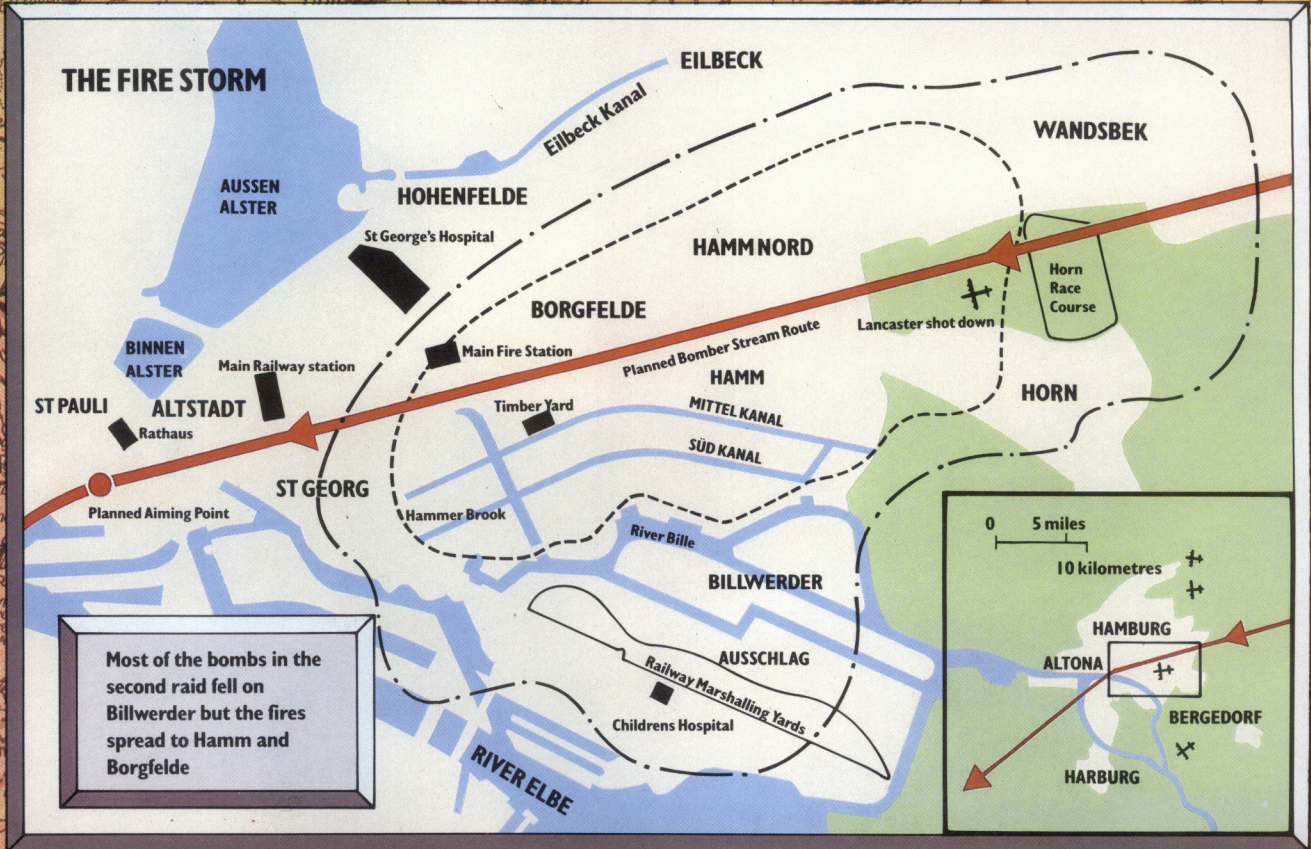 THE FIRE STORM
EILBECK
Eilbeck Kanal
WANDSBEK
AUSSEN
ALSTER
HOHENFELDE
St George's Hospital
HAMM NORD
Horn
Race
Course
BORGFELDE
Lancaster shot down
Planned Bomber Stream Route
BINNEN
ALSTER
Main Fire Station
Main Railway station
HAMM
HORN
ST PAULI
ALTSTADT
Timber Yard
MITTEL KANAL
Rathaus
SÜD KANAL
ST GEORG
Planned Aiming Point
Hammer Brook
River Bille
BILLWERDER
AUSSCHLAG
Railway Marshalling Yards
Childrens Hospital
RIVER ELBE
Most of the bombs in the
second raid fell on
Billwerder but the fires
spread to Hamm and
Borgfelde
0 5 miles
10 kilometres
HAMBURG
ALTONA
BERGEDORF
HARBURG